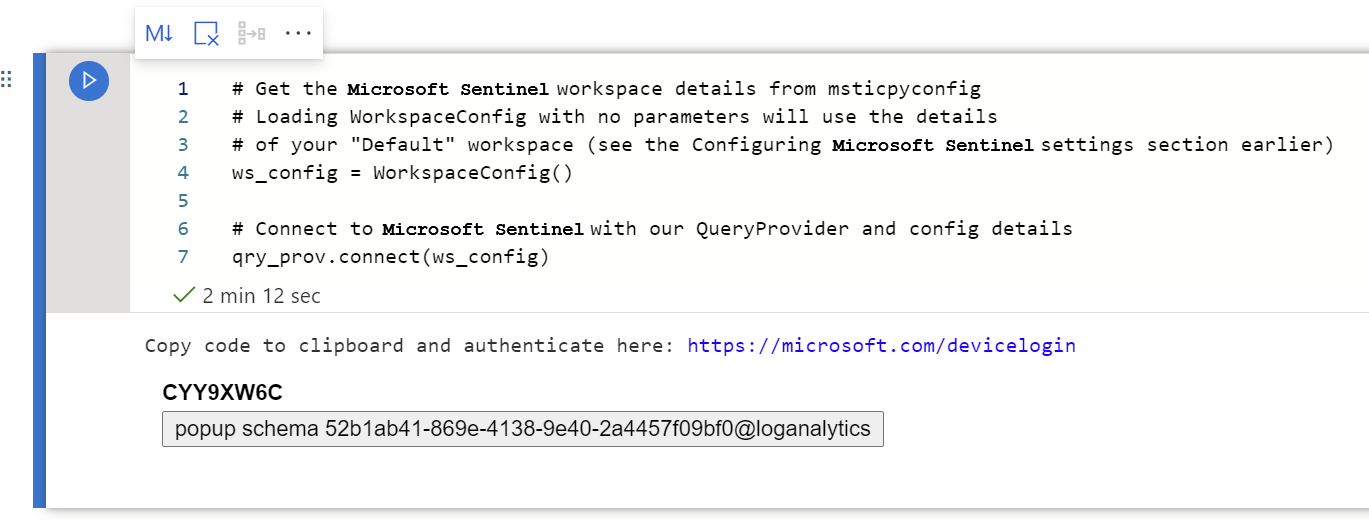 M↓
1 # Get the Microsoft Sentinel workspace details from msticpyconfig
2 # Loading WorkspaceConfig with no parameters will use the details
3 # of your "Default" workspace (see the Configuring Microsoft Sentinel settings section earlier)
4 ws_config = WorkspaceConfig()
5
6 # Connect to Microsoft Sentinel with our QueryProvider and config details
7 qry_prov.connect(ws_config)
2 min 12 sec
Copy code to clipboard and authenticate here: https://microsoft.com/devicelogin
CYY9XW6C
popup schema 52b1ab41-869e-4138-9e40-2a4457f09bf0@loganalytics